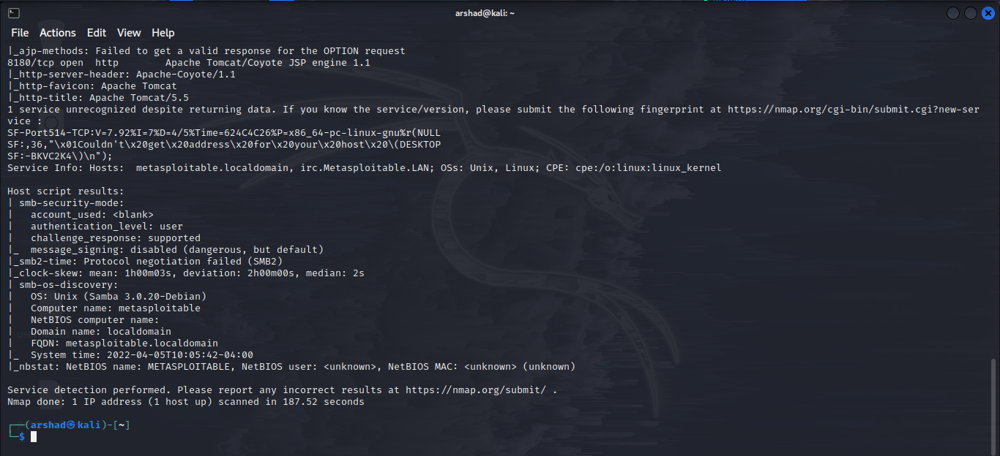 arshad@kali: ~
File Actions Edit View Help
|_ajp-methods: Failed to get a valid response for the OPTION request
8180/tcp open  http        Apache Tomcat/Coyote JSP engine 1.1
|_http-server-header: Apache-Coyote/1.1
|_http-favicon: Apache Tomcat
|_http-title: Apache Tomcat/5.5
1 service unrecognized despite returning data. If you know the service/version, please submit the following fingerprint at https://nmap.org/cgi-bin/submit.cgi?new-ser
vice :
SF-Port514-TCP:V=7.92%I=7%D=4/5%Time=624C4C26%P=x86_64-pc-linux-gnu%r(NULL
SF:,36,"\x01Couldn't\x20get\x20address\x20for\x20your\x20host\x20\(DESKTOP
SF:-BKVC2K4\)\n");
Service Info: Hosts:  metasploitable.localdomain, irc.Metasploitable.LAN; OSs: Unix, Linux; CPE: cpe:/o:linux:linux_kernel
Host script results:
| smb-security-mode:
|   account_used: <blank>
|   authentication_level: user
|   challenge_response: supported
|_  message_signing: disabled (dangerous, but default)
|_smb2-time: Protocol negotiation failed (SMB2)
|_clock-skew: mean: 1h00m03s, deviation: 2h00m00s, median: 2s
| smb-os-discovery:
|   OS: Unix (Samba 3.0.20-Debian)
|   Computer name: metasploitable
|   NetBIOS computer name:
|   Domain name: localdomain
|   FQDN: metasploitable.localdomain
|_  System time: 2022-04-05T10:05:42-04:00
|_nbstat: NetBIOS name: METASPLOITABLE, NetBIOS user: <unknown>, NetBIOS MAC: <unknown> (unknown)
Service detection performed. Please report any incorrect results at https://nmap.org/submit/ .
Nmap done: 1 IP address (1 host up) scanned in 187.52 seconds
┌──(arshad㉿kali)-[~]
└─$